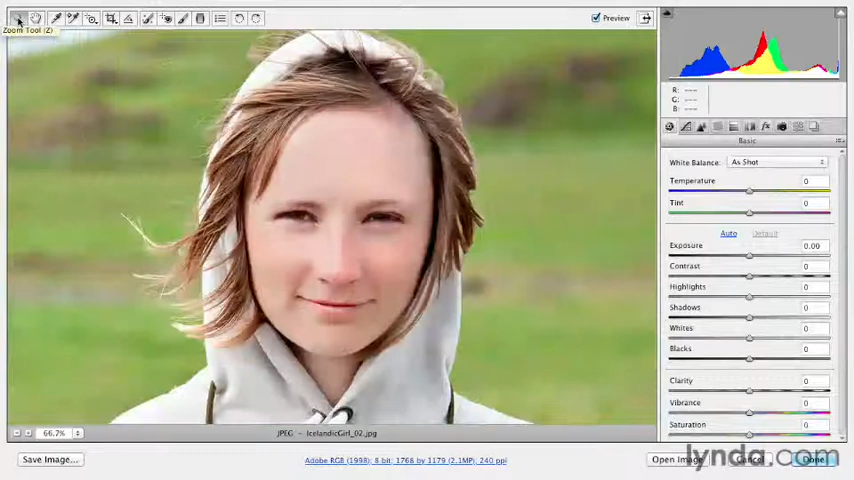 Preview
Zoom Tool (Z)
R: ---
G: ---
B: ---
Basic
White Balance: As Shot
Temperature 0
Tint 0
Auto Default
Exposure 0.00
Contrast 0
Highlights 0
Shadows 0
Whites 0
Blacks 0
Clarity 0
Vibrance 0
Saturation 0
66.7%
JPEG - IcelandicGirl_02.jpg
Save Image...
Adobe RGB (1998); 8 bit; 1768 by 1179 (2.1MP); 240 ppi
Open Image
Cancel
Done
lynda.com